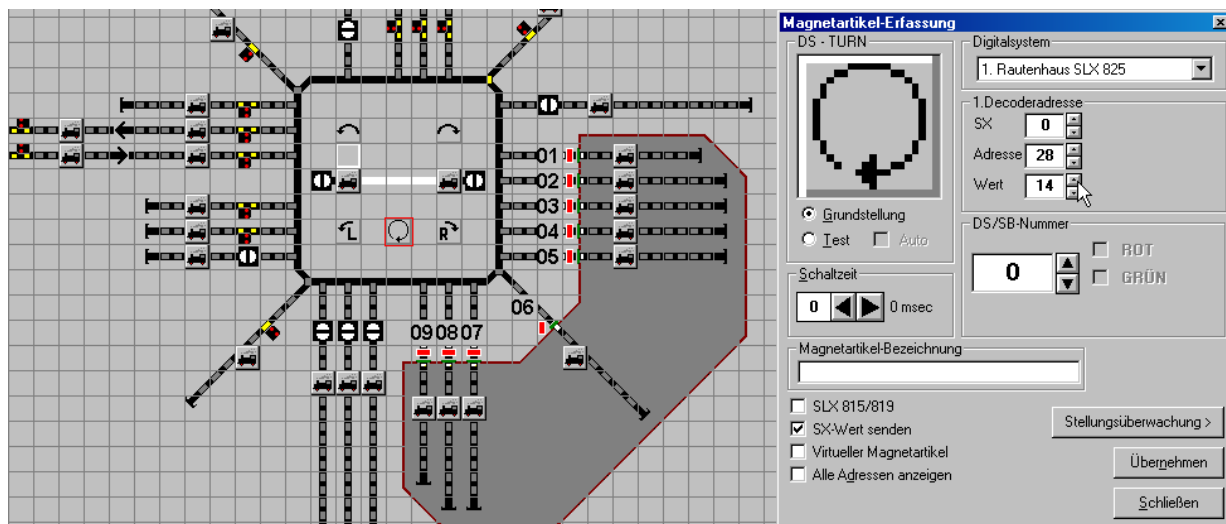 01
02
03
04
05
L
R
06
09 08 07
Magnetartikel-Erfassung
DS - TURN
Grundstellung
Test
Auto
Schaltzeit
0
0 msec
Digitalsystem
1. Rautenhaus SLX 825
1.Decoderadresse
SX 0
Adresse 28
Wert 14
DS/SB-Nummer
0
ROT
GRÜN
Magnetartikel-Bezeichnung
SLX 815/819
SX-Wert senden
Virtueller Magnetartikel
Alle Adressen anzeigen
Stellungsüberwachung >
Übernehmen
Schließen